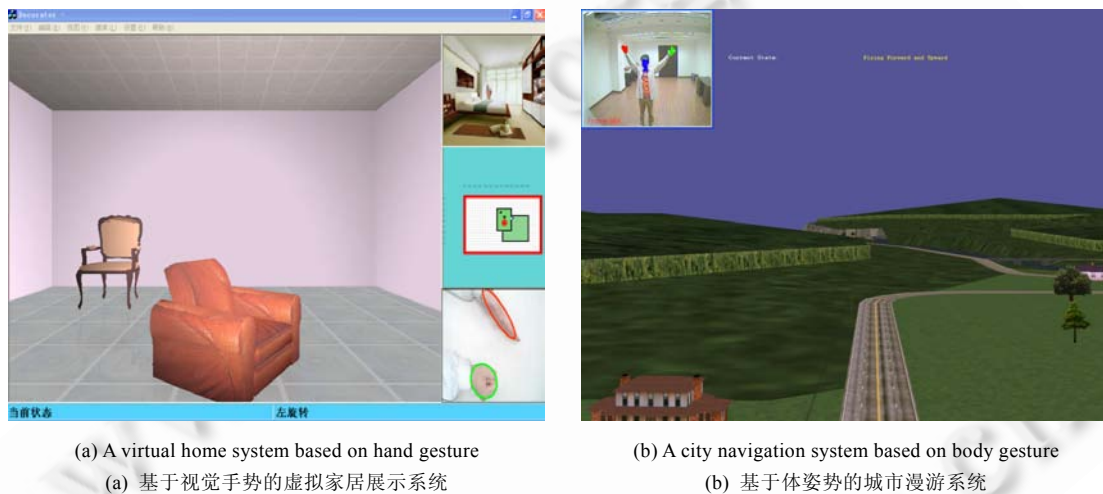 Decorator
Current State:
Flying Forward and Upward
当前状态
左旋转
(a) A virtual home system based on hand gesture
(a) 基于视觉手势的虚拟家居展示系统
(b) A city navigation system based on body gesture
(b) 基于体姿势的城市漫游系统